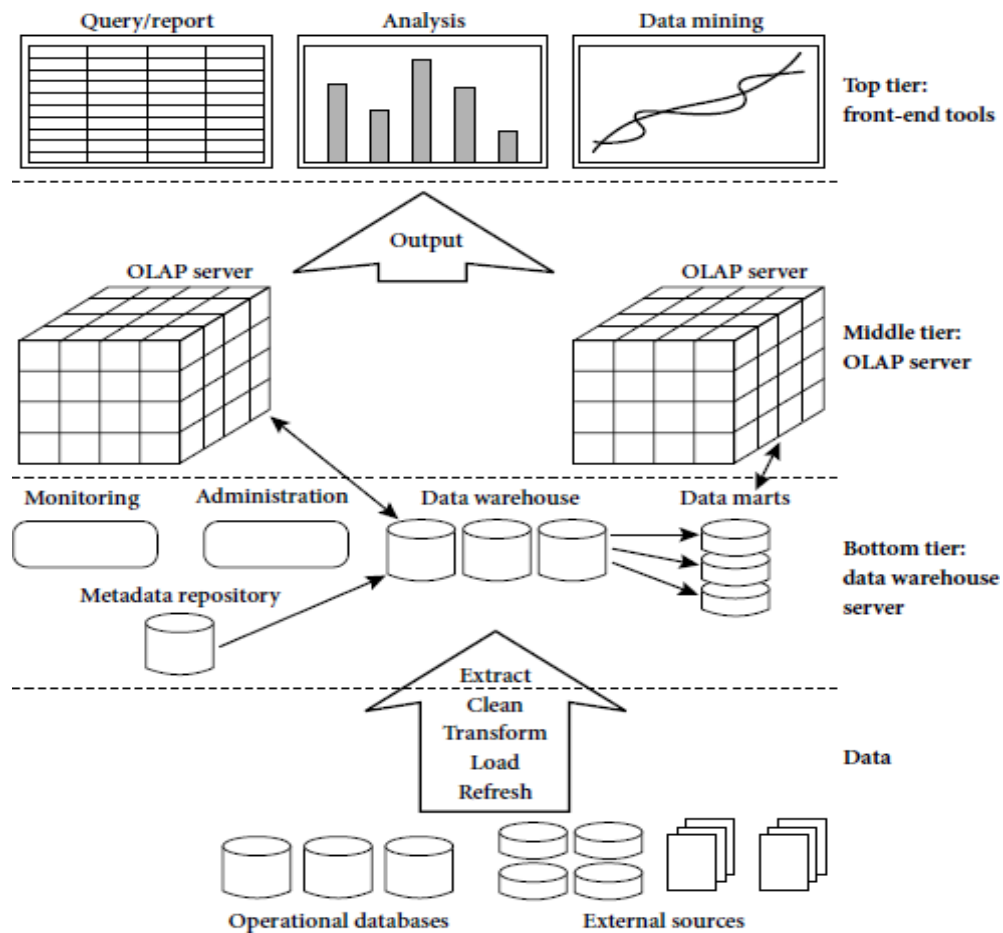 Query/report
Analysis
Data mining
Top tier:
front-end tools
Output
OLAP server
OLAP server
Middle tier:
OLAP server
Monitoring
Administration
Data warehouse
Data marts
Bottom tier:
data warehouse
server
Metadata repository
Extract
Clean
Transform
Load
Refresh
Data
Operational databases
External sources